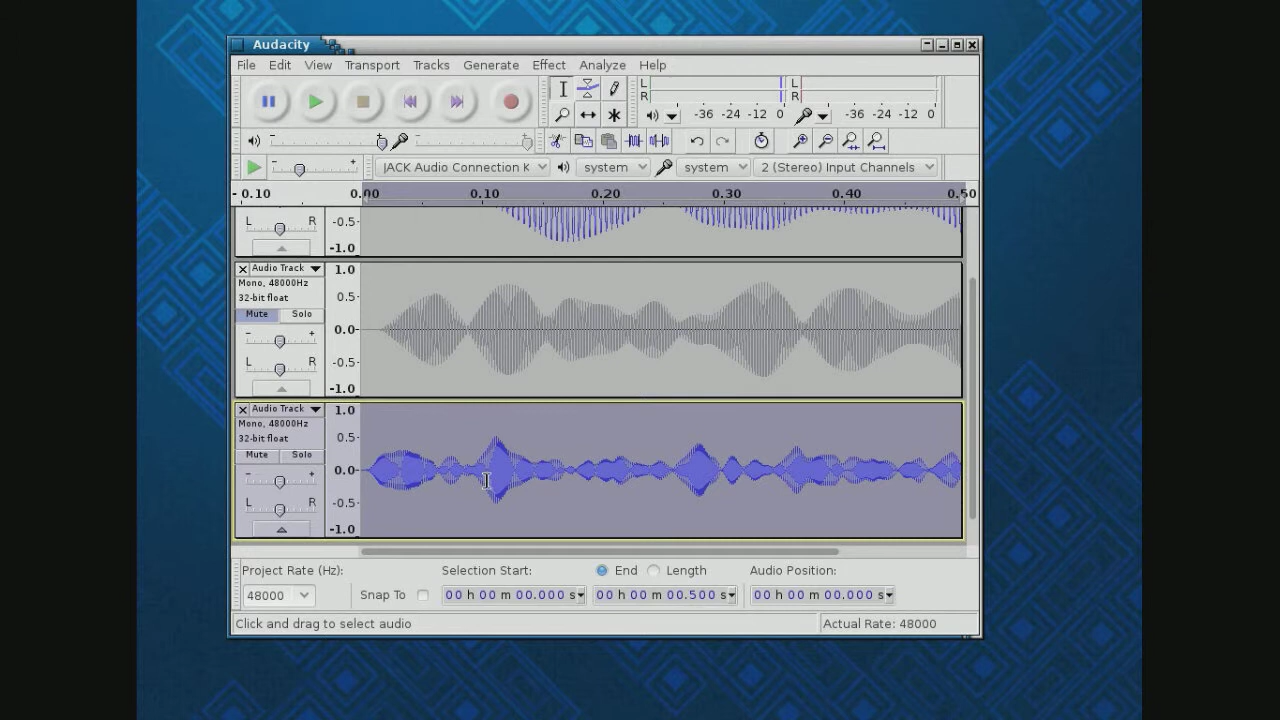 Audacity
File Edit View Transport Tracks Generate Effect Analyze Help
L
R
-36 -24 -12 0
L
R
-36 -24 -12 0
- +
- +
- +
JACK Audio Connection K
system
system
2 (Stereo) Input Channels
- 0.10 0.00 0.10 0.20 0.30 0.40 0.50
L R
-0.5
-1.0
Audio Track
Mono, 48000Hz
32-bit float
Mute Solo
- +
L R
1.0
0.5
0.0
-0.5
-1.0
Audio Track
Mono, 48000Hz
32-bit float
Mute Solo
- +
L R
1.0
0.5
0.0
-0.5
-1.0
Project Rate (Hz):
48000
Snap To
Selection Start:
00 h 00 m 00.000 s
End Length
00 h 00 m 00.500 s
Audio Position:
00 h 00 m 00.000 s
Click and drag to select audio
Actual Rate: 48000